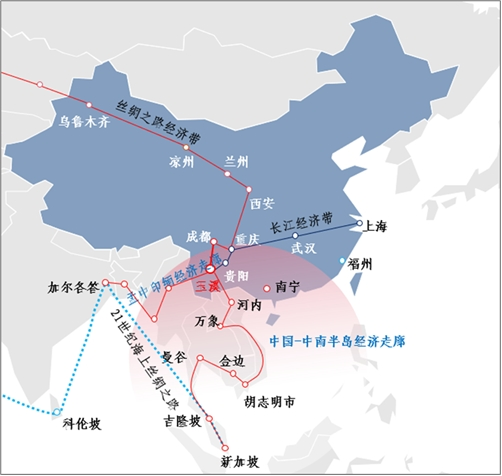 乌鲁木齐
丝绸之路经济带
凉州
兰州
西安
成都
重庆
长江经济带
武汉
上海
贵阳
福州
玉溪
孟中印缅经济走廊
加尔各答
南宁
河内
万象
中国-中南半岛经济走廊
21世纪海上丝绸之路
曼谷
金边
胡志明市
科伦坡
吉隆坡
新加坡